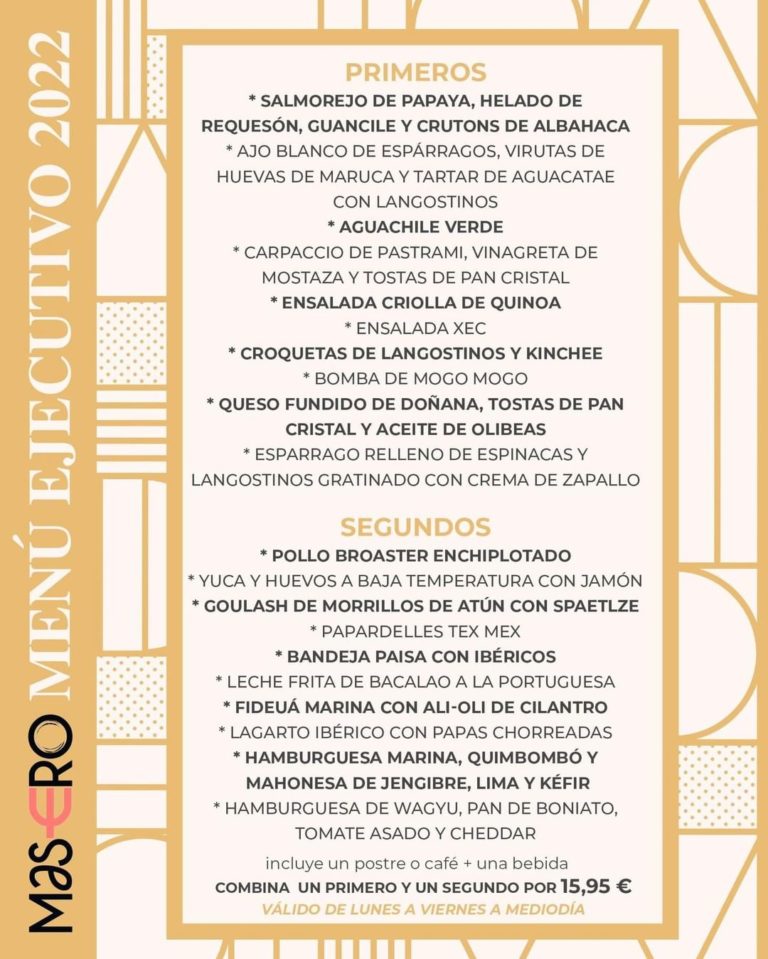 MENÚ EJECUTIVO 2022
MasERO
PRIMEROS
* SALMOREJO DE PAPAYA, HELADO DE
REQUESÓN, GUANCILE Y CRUTONS DE ALBAHACA
* AJO BLANCO DE ESPÁRRAGOS, VIRUTAS DE
HUEVAS DE MARUCA Y TARTAR DE AGUACATAE
CON LANGOSTINOS
* AGUACHILE VERDE
* CARPACCIO DE PASTRAMI, VINAGRETA DE
MOSTAZA Y TOSTAS DE PAN CRISTAL
* ENSALADA CRIOLLA DE QUINOA
* ENSALADA XEC
* CROQUETAS DE LANGOSTINOS Y KINCHEE
* BOMBA DE MOGO MOGO
* QUESO FUNDIDO DE DOÑANA, TOSTAS DE PAN
CRISTAL Y ACEITE DE OLIBEAS
* ESPARRAGO RELLENO DE ESPINACAS Y
LANGOSTINOS GRATINADO CON CREMA DE ZAPALLO
SEGUNDOS
* POLLO BROASTER ENCHIPLOTADO
* YUCA Y HUEVOS A BAJA TEMPERATURA CON JAMÓN
* GOULASH DE MORRILLOS DE ATÚN CON SPAETLZE
* PAPARDELLES TEX MEX
* BANDEJA PAISA CON IBÉRICOS
* LECHE FRITA DE BACALAO A LA PORTUGUESA
* FIDEUÁ MARINA CON ALI-OLI DE CILANTRO
* LAGARTO IBÉRICO CON PAPAS CHORREADAS
* HAMBURGUESA MARINA, QUIMBOMBÓ Y
MAHONESA DE JENGIBRE, LIMA Y KÉFIR
* HAMBURGUESA DE WAGYU, PAN DE BONIATO,
TOMATE ASADO Y CHEDDAR
incluye un postre o café + una bebida
COMBINA UN PRIMERO Y UN SEGUNDO POR 15,95 €
VÁLIDO DE LUNES A VIERNES A MEDIODÍA